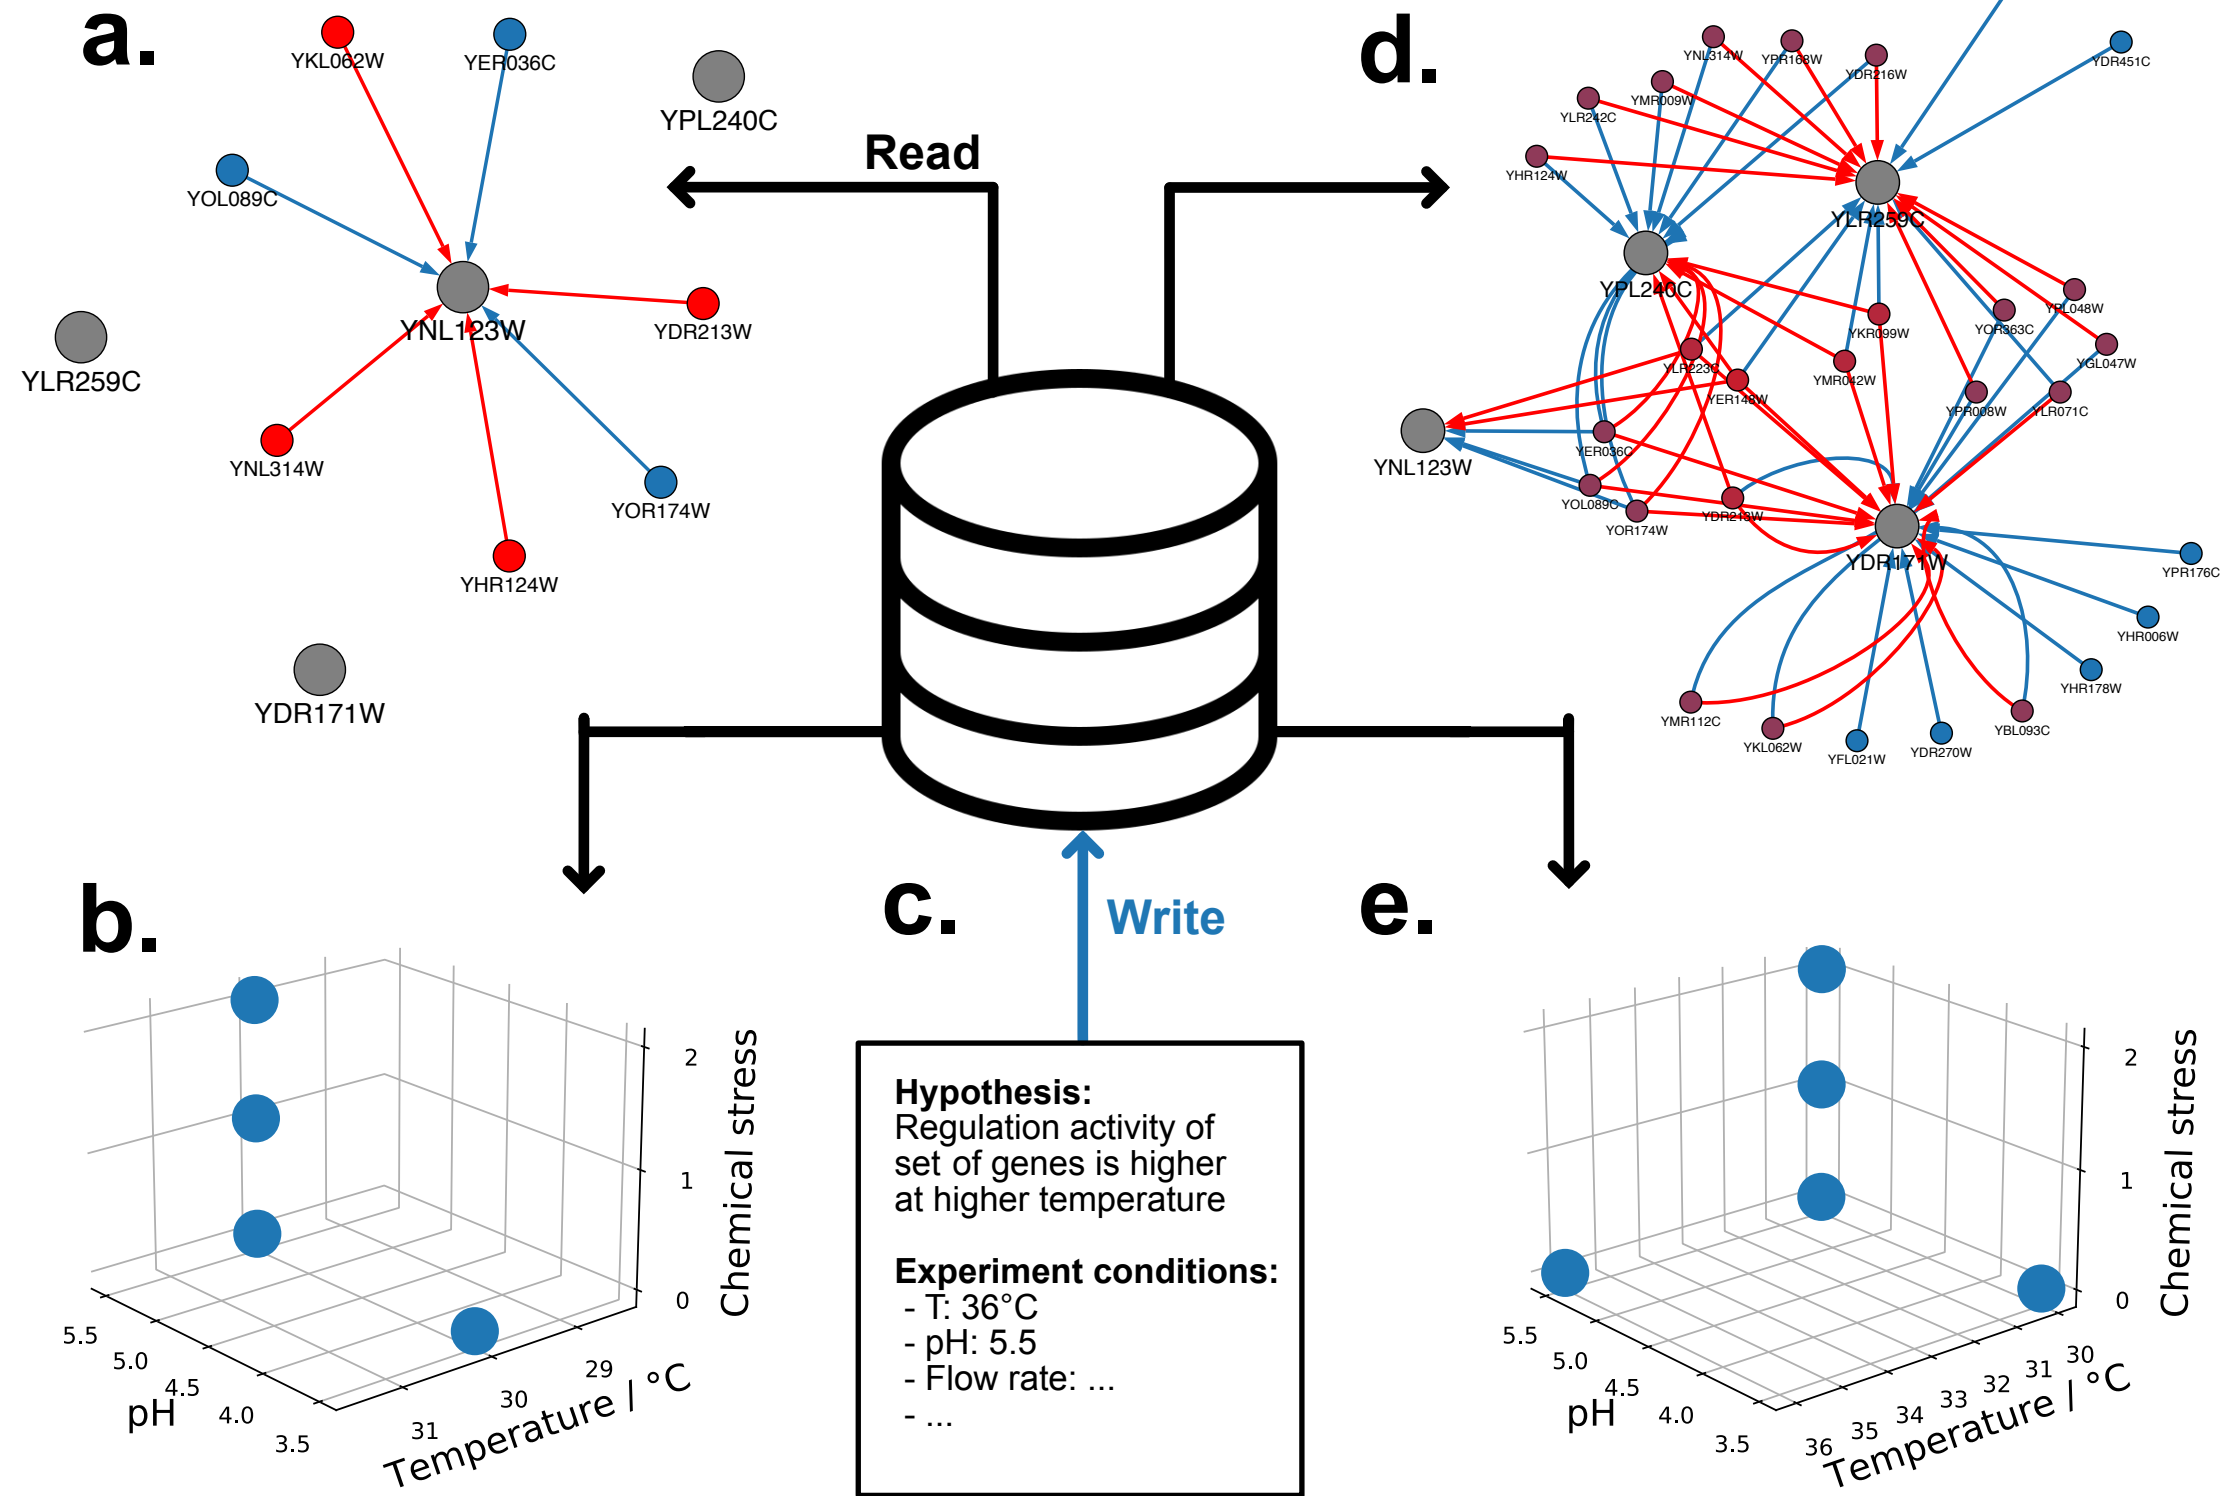 a.
YKL062W
YER036C
YPL240C
YOL089C
YNL123W
YDR213W
YLR259C
YNL314W
YOR174W
YHR124W
YDR171W
Read
d.
YNL314W
YPR168W
YDR216W
YDR451C
YMR009W
YLR242C
YHR124W
YLR259C
YPL240C
YPL048W
YOR363C
YKR099W
YGL047W
YLR223C
YMR042W
YER148W
YPR008W
YLR071C
YNL123W
YER036C
YOL089C
YOR174W
YDR213W
YDR171W
YPR176C
YHR006W
YHR178W
YMR112C
YKL062W
YFL021W
YDR270W
YBL093C
b.
2
1
0
Chemical stress
5.5
5.0
4.5
4.0
3.5
pH
31
30
29
Temperature / °C
c.
Write
Hypothesis:
Regulation activity of
set of genes is higher
at higher temperature
Experiment conditions:
- T: 36°C
- pH: 5.5
- Flow rate: ...
- ...
e.
2
1
0
Chemical stress
5.5
5.0
4.5
4.0
3.5
pH
36
35
34
33
32
31
30
Temperature / °C